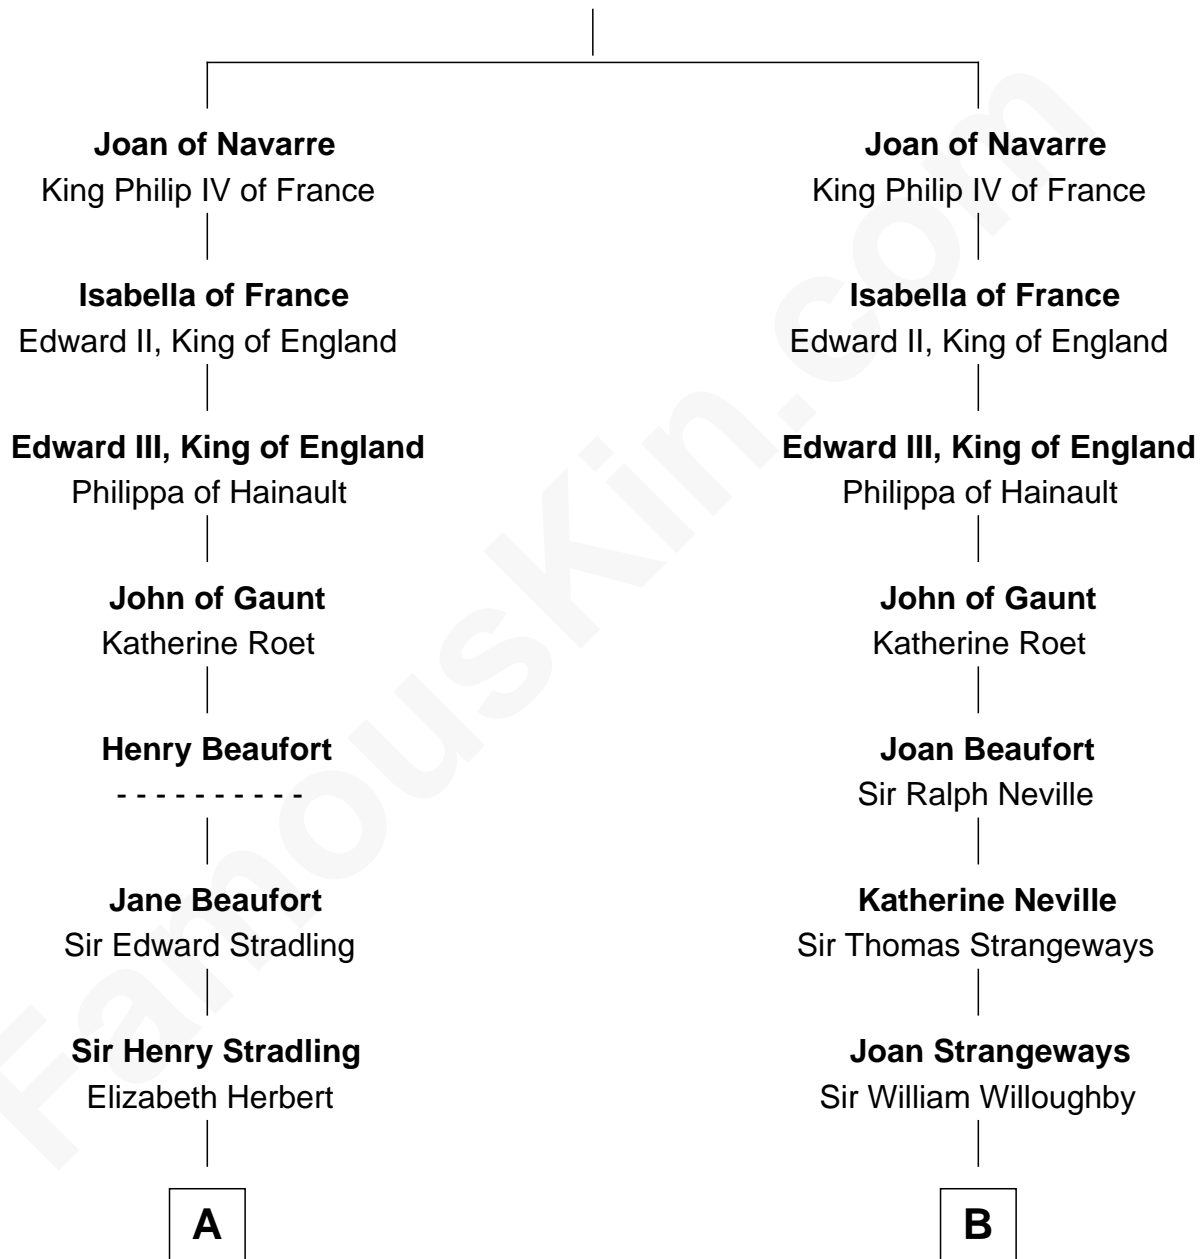 Joan of Navarre
King Philip IV of France
Isabella of France
Edward II, King of England
Edward III, King of England
Philippa of Hainault
John of Gaunt
Katherine Roet
Henry Beaufort
- - - - - - - - - -
Jane Beaufort
Sir Edward Stradling
Sir Henry Stradling
Elizabeth Herbert
A
Joan of Navarre
King Philip IV of France
Isabella of France
Edward II, King of England
Edward III, King of England
Philippa of Hainault
John of Gaunt
Katherine Roet
Joan Beaufort
Sir Ralph Neville
Katherine Neville
Sir Thomas Strangeways
Joan Strangeways
Sir William Willoughby
B
FamousKin.com